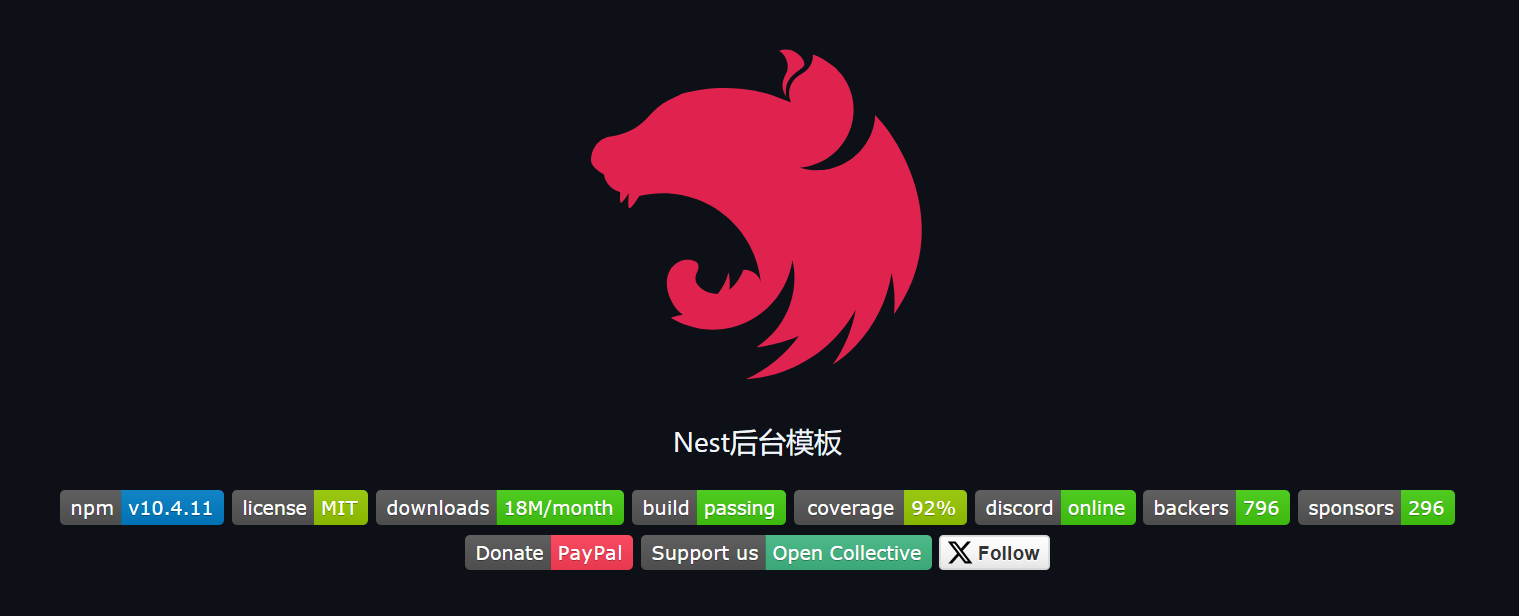 Nest后台模板
npm v10.4.11 license MIT downloads 18M/month build passing coverage 92% discord online backers 796 sponsors 296
Donate PayPal Support us Open Collective X Follow